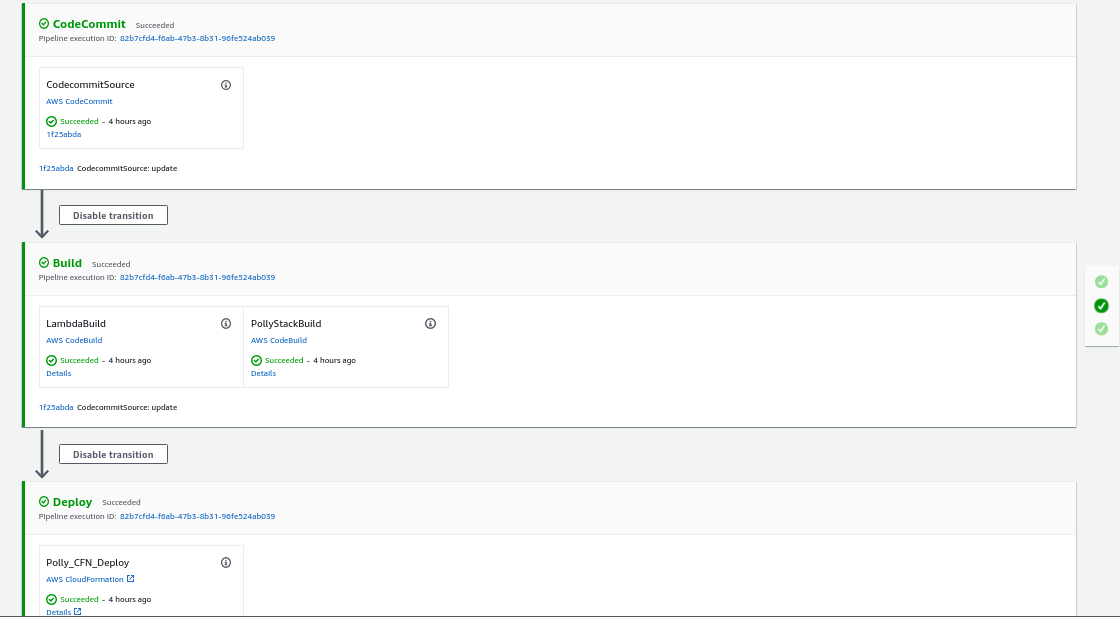 CodeCommit Succeeded
Pipeline execution ID: 82b7cfd4-f6ab-47b3-8b31-96fe524ab039
CodecommitSource
AWS CodeCommit
Succeeded - 4 hours ago
1f25abda
1f25abda CodecommitSource: update
Disable transition
Build Succeeded
Pipeline execution ID: 82b7cfd4-f6ab-47b3-8b31-96fe524ab039
LambdaBuild PollyStackBuild
AWS CodeBuild AWS CodeBuild
Succeeded - 4 hours ago Succeeded - 4 hours ago
Details Details
1f25abda CodecommitSource: update
Disable transition
Deploy Succeeded
Pipeline execution ID: 82b7cfd4-f6ab-47b3-8b31-96fe524ab039
Polly_CFN_Deploy
AWS CloudFormation
Succeeded - 4 hours ago
Details